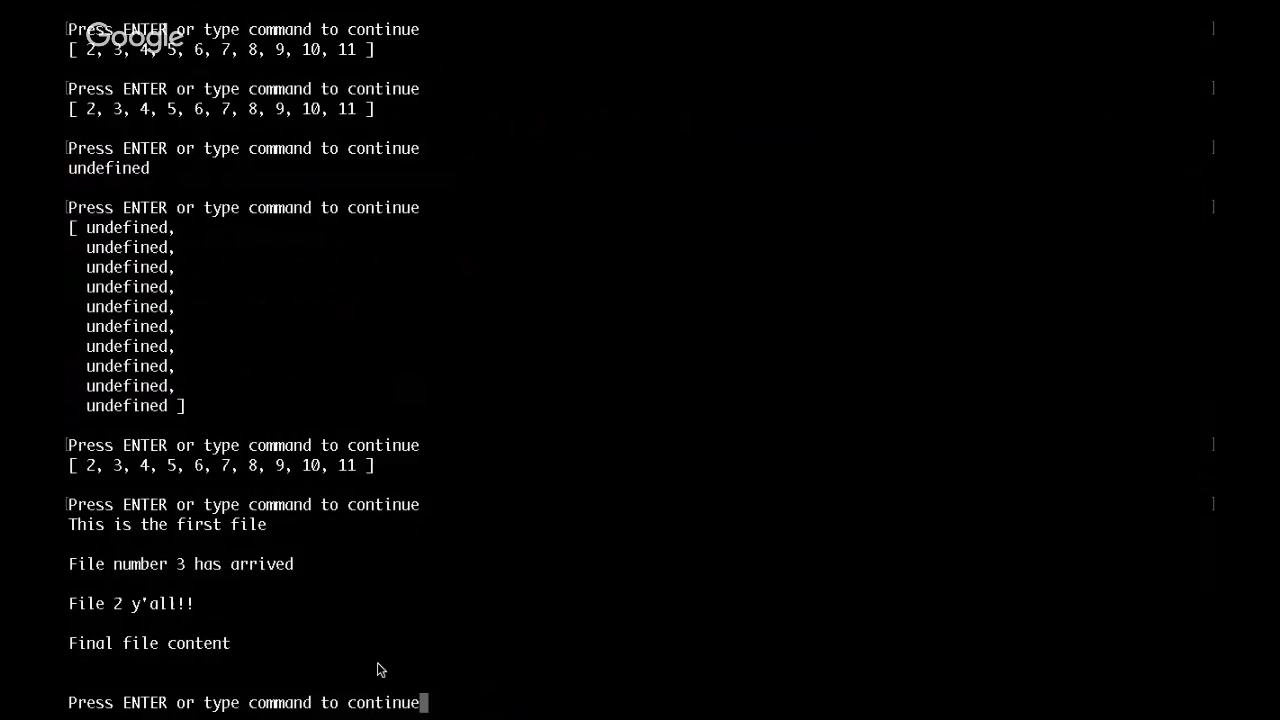 Press ENTER or type command to continue
Google
[ 2, 3, 4, 5, 6, 7, 8, 9, 10, 11 ]
Press ENTER or type command to continue
[ 2, 3, 4, 5, 6, 7, 8, 9, 10, 11 ]
Press ENTER or type command to continue
undefined
Press ENTER or type command to continue
[ undefined,
undefined,
undefined,
undefined,
undefined,
undefined,
undefined,
undefined,
undefined,
undefined ]
Press ENTER or type command to continue
[ 2, 3, 4, 5, 6, 7, 8, 9, 10, 11 ]
Press ENTER or type command to continue
This is the first file
File number 3 has arrived
File 2 y'all!!
Final file content
Press ENTER or type command to continue